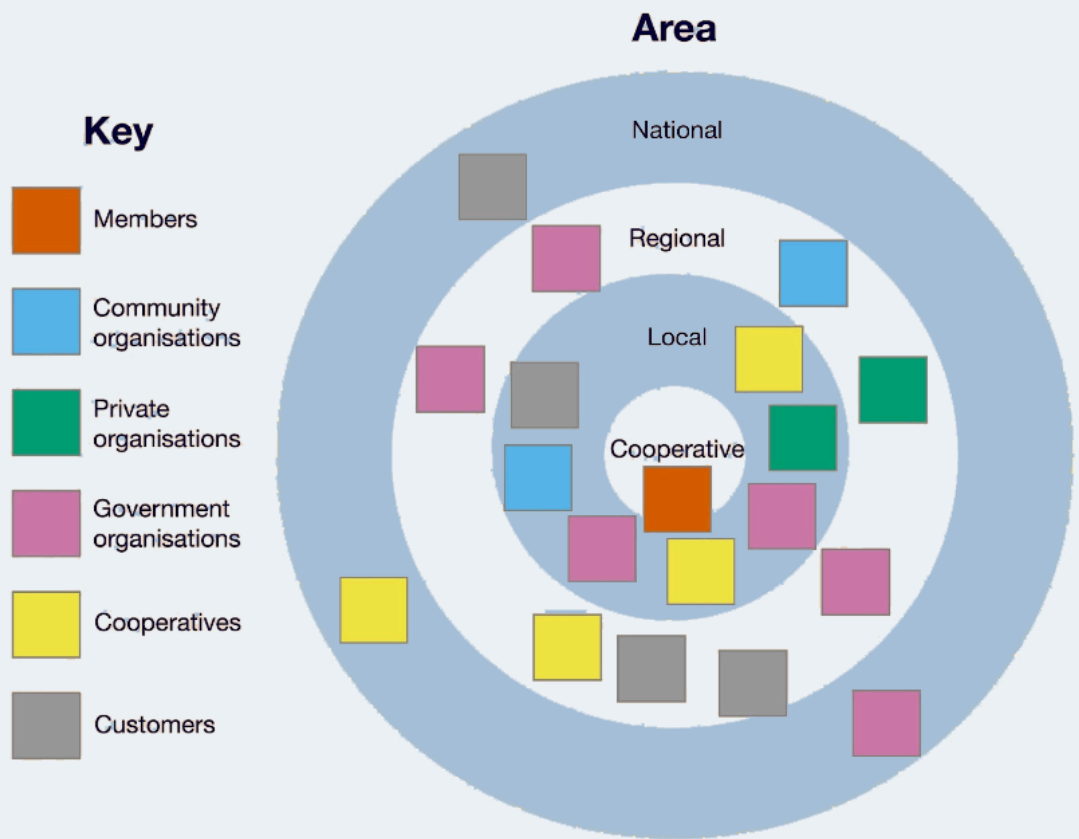 Area
Key
Members
Community
organisations
Private
organisations
Government
organisations
Cooperatives
Customers
National
Regional
Local
Cooperative